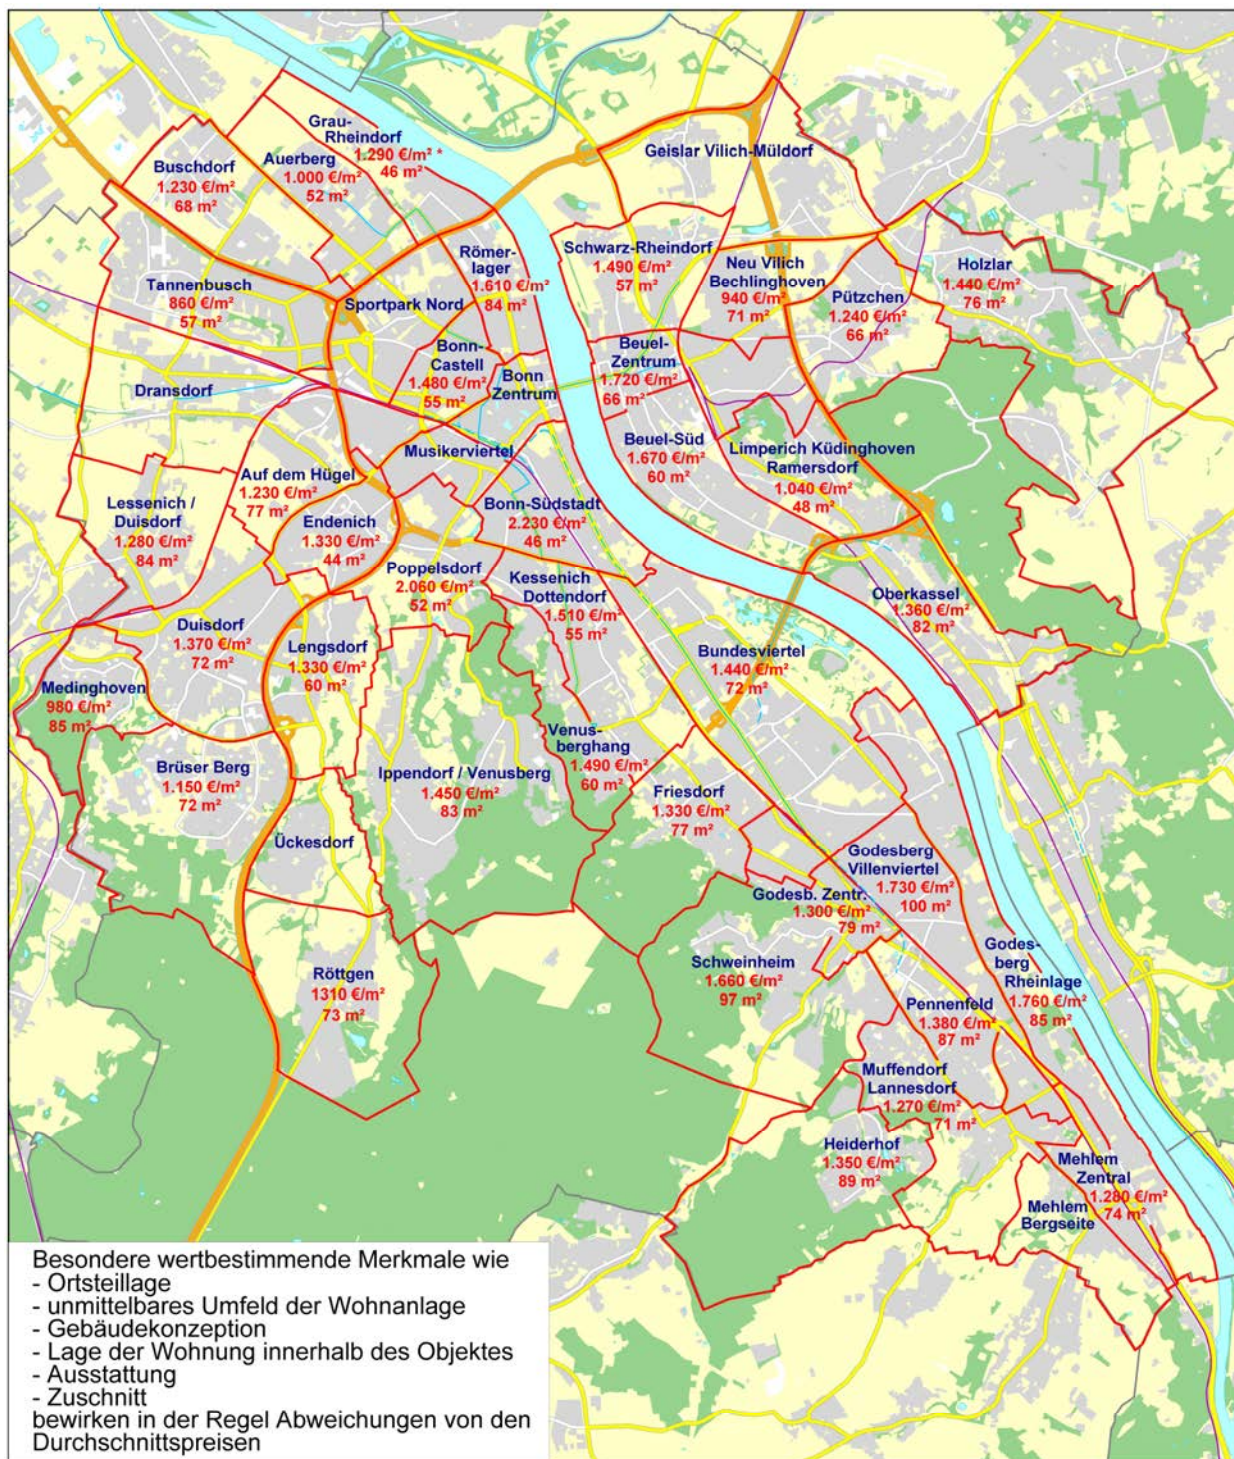 Grau-
Rheindorf
1.290 €/m² *
46 m²
Buschdorf
1.230 €/m²
68 m²
Auerberg
1.000 €/m²
52 m²
Geislar Vilich-Müldorf
Römer-
lager
1.610 €/m²
84 m²
Schwarz-Rheindorf
1.490 €/m²
57 m²
Neu Vilich
Bechlinghoven
940 €/m²
71 m²
Holzlar
1.440 €/m²
76 m²
Pützchen
1.240 €/m²
66 m²
Tannenbusch
860 €/m²
57 m²
Sportpark Nord
Bonn-
Castell
1.480 €/m²
55 m²
Bonn
Zentrum
Beuel-
Zentrum
1.720 €/m²
66 m²
Dransdorf
Musikerviertel
Beuel-Süd
1.670 €/m²
60 m²
Limperich Küdinghoven
Ramersdorf
1.040 €/m²
48 m²
Auf dem Hügel
1.230 €/m²
77 m²
Lessenich /
Duisdorf
1.280 €/m²
84 m²
Endenich
1.330 €/m²
44 m²
Bonn-Südstadt
2.230 €/m²
46 m²
Poppelsdorf
2.060 €/m²
52 m²
Kessenich
Dottendorf
1.510 €/m²
55 m²
Oberkassel
1.360 €/m²
82 m²
Duisdorf
1.370 €/m²
72 m²
Lengsdorf
1.330 €/m²
60 m²
Bundesviertel
1.440 €/m²
72 m²
Medinghoven
980 €/m²
85 m²
Venus-
berghang
1.490 €/m²
60 m²
Brüser Berg
1.150 €/m²
72 m²
Ippendorf / Venusberg
1.450 €/m²
83 m²
Friesdorf
1.330 €/m²
77 m²
Ückesdorf
Godesberg
Villenviertel
1.730 €/m²
100 m²
Godesb. Zentr.
1.300 €/m²
79 m²
Röttgen
1310 €/m²
73 m²
Schweinheim
1.660 €/m²
97 m²
Godes-
berg
Rheinlage
1.760 €/m²
85 m²
Pennenfeld
1.380 €/m²
87 m²
Muffendorf
Lannesdorf
1.270 €/m²
71 m²
Heiderhof
1.350 €/m²
89 m²
Mehlem
Zentral
1.280 €/m²
74 m²
Mehlem
Bergseite
Besondere wertbestimmende Merkmale wie
- Ortsteillage
- unmittelbares Umfeld der Wohnanlage
- Gebäudekonzeption
- Lage der Wohnung innerhalb des Objektes
- Ausstattung
- Zuschnitt
bewirken in der Regel Abweichungen von den
Durchschnittspreisen